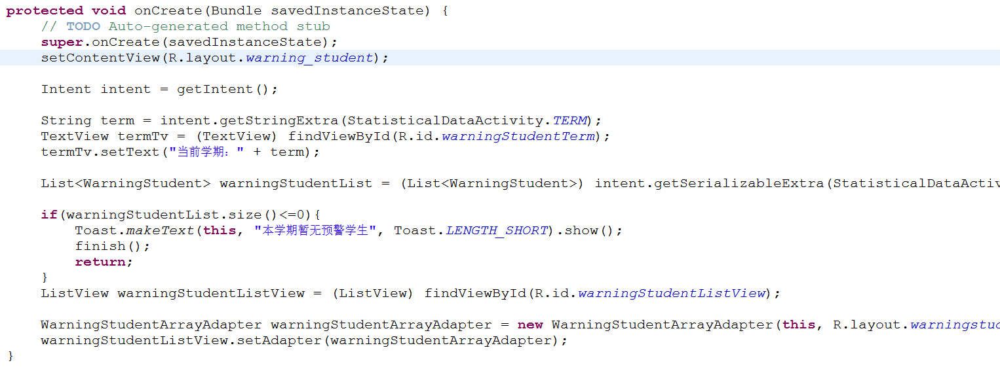 protected void onCreate(Bundle savedInstanceState) {
// TODO Auto-generated method stub
super.onCreate(savedInstanceState);
setContentView(R.layout.warning_student);
Intent intent = getIntent();
String term = intent.getStringExtra(StatisticalDataActivity.TERM);
TextView termTv = (TextView) findViewById(R.id.warningStudentTerm);
termTv.setText("当前学期：" + term);
List<WarningStudent> warningStudentList = (List<WarningStudent>) intent.getSerializableExtra(StatisticalDataActiv
if(warningStudentList.size()<=0){
Toast.makeText(this, "本学期暂无预警学生", Toast.LENGTH_SHORT).show();
finish();
return;
}
ListView warningStudentListView = (ListView) findViewById(R.id.warningStudentListView);
WarningStudentArrayAdapter warningStudentArrayAdapter = new WarningStudentArrayAdapter(this, R.layout.warningstud
warningStudentListView.setAdapter(warningStudentArrayAdapter);
}